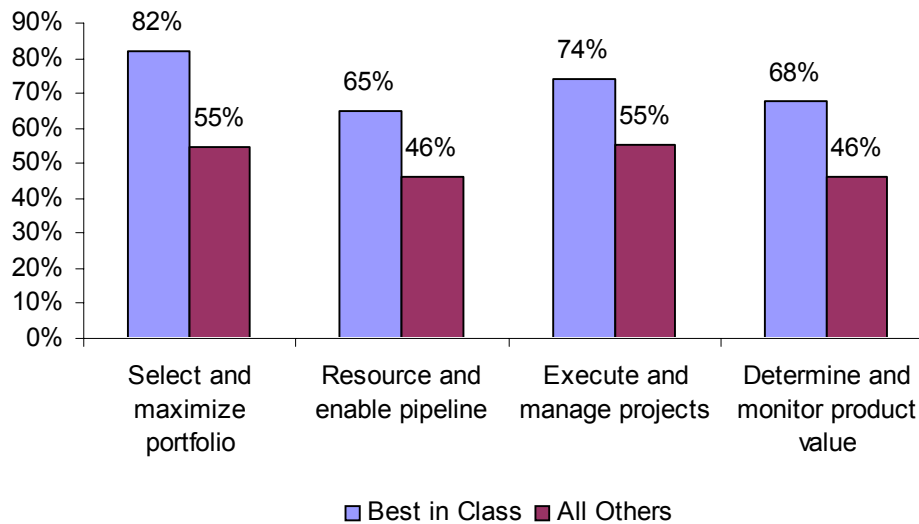 90%
80%
70%
60%
50%
40%
30%
20%
10%
0%
82%
55%
65%
46%
74%
55%
68%
46%
Select and
maximize
portfolio
Resource and
enable pipeline
Execute and
manage projects
Determine and
monitor product
value
Best in Class
All Others